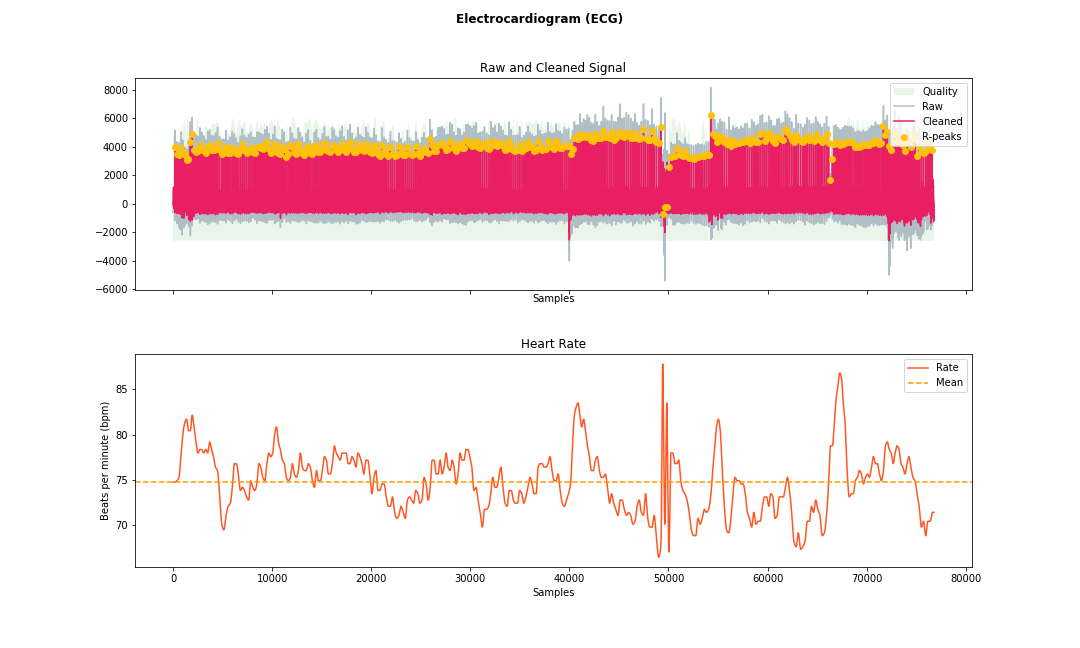 Electrocardiogram (ECG)
Raw and Cleaned Signal
8000
6000
4000
2000
0
−2000
−4000
−6000
Quality
Raw
Cleaned
R-peaks
Samples
Heart Rate
Beats per minute (bpm)
85
80
75
70
Rate
Mean
0 10000 20000 30000 40000 50000 60000 70000 80000
Samples